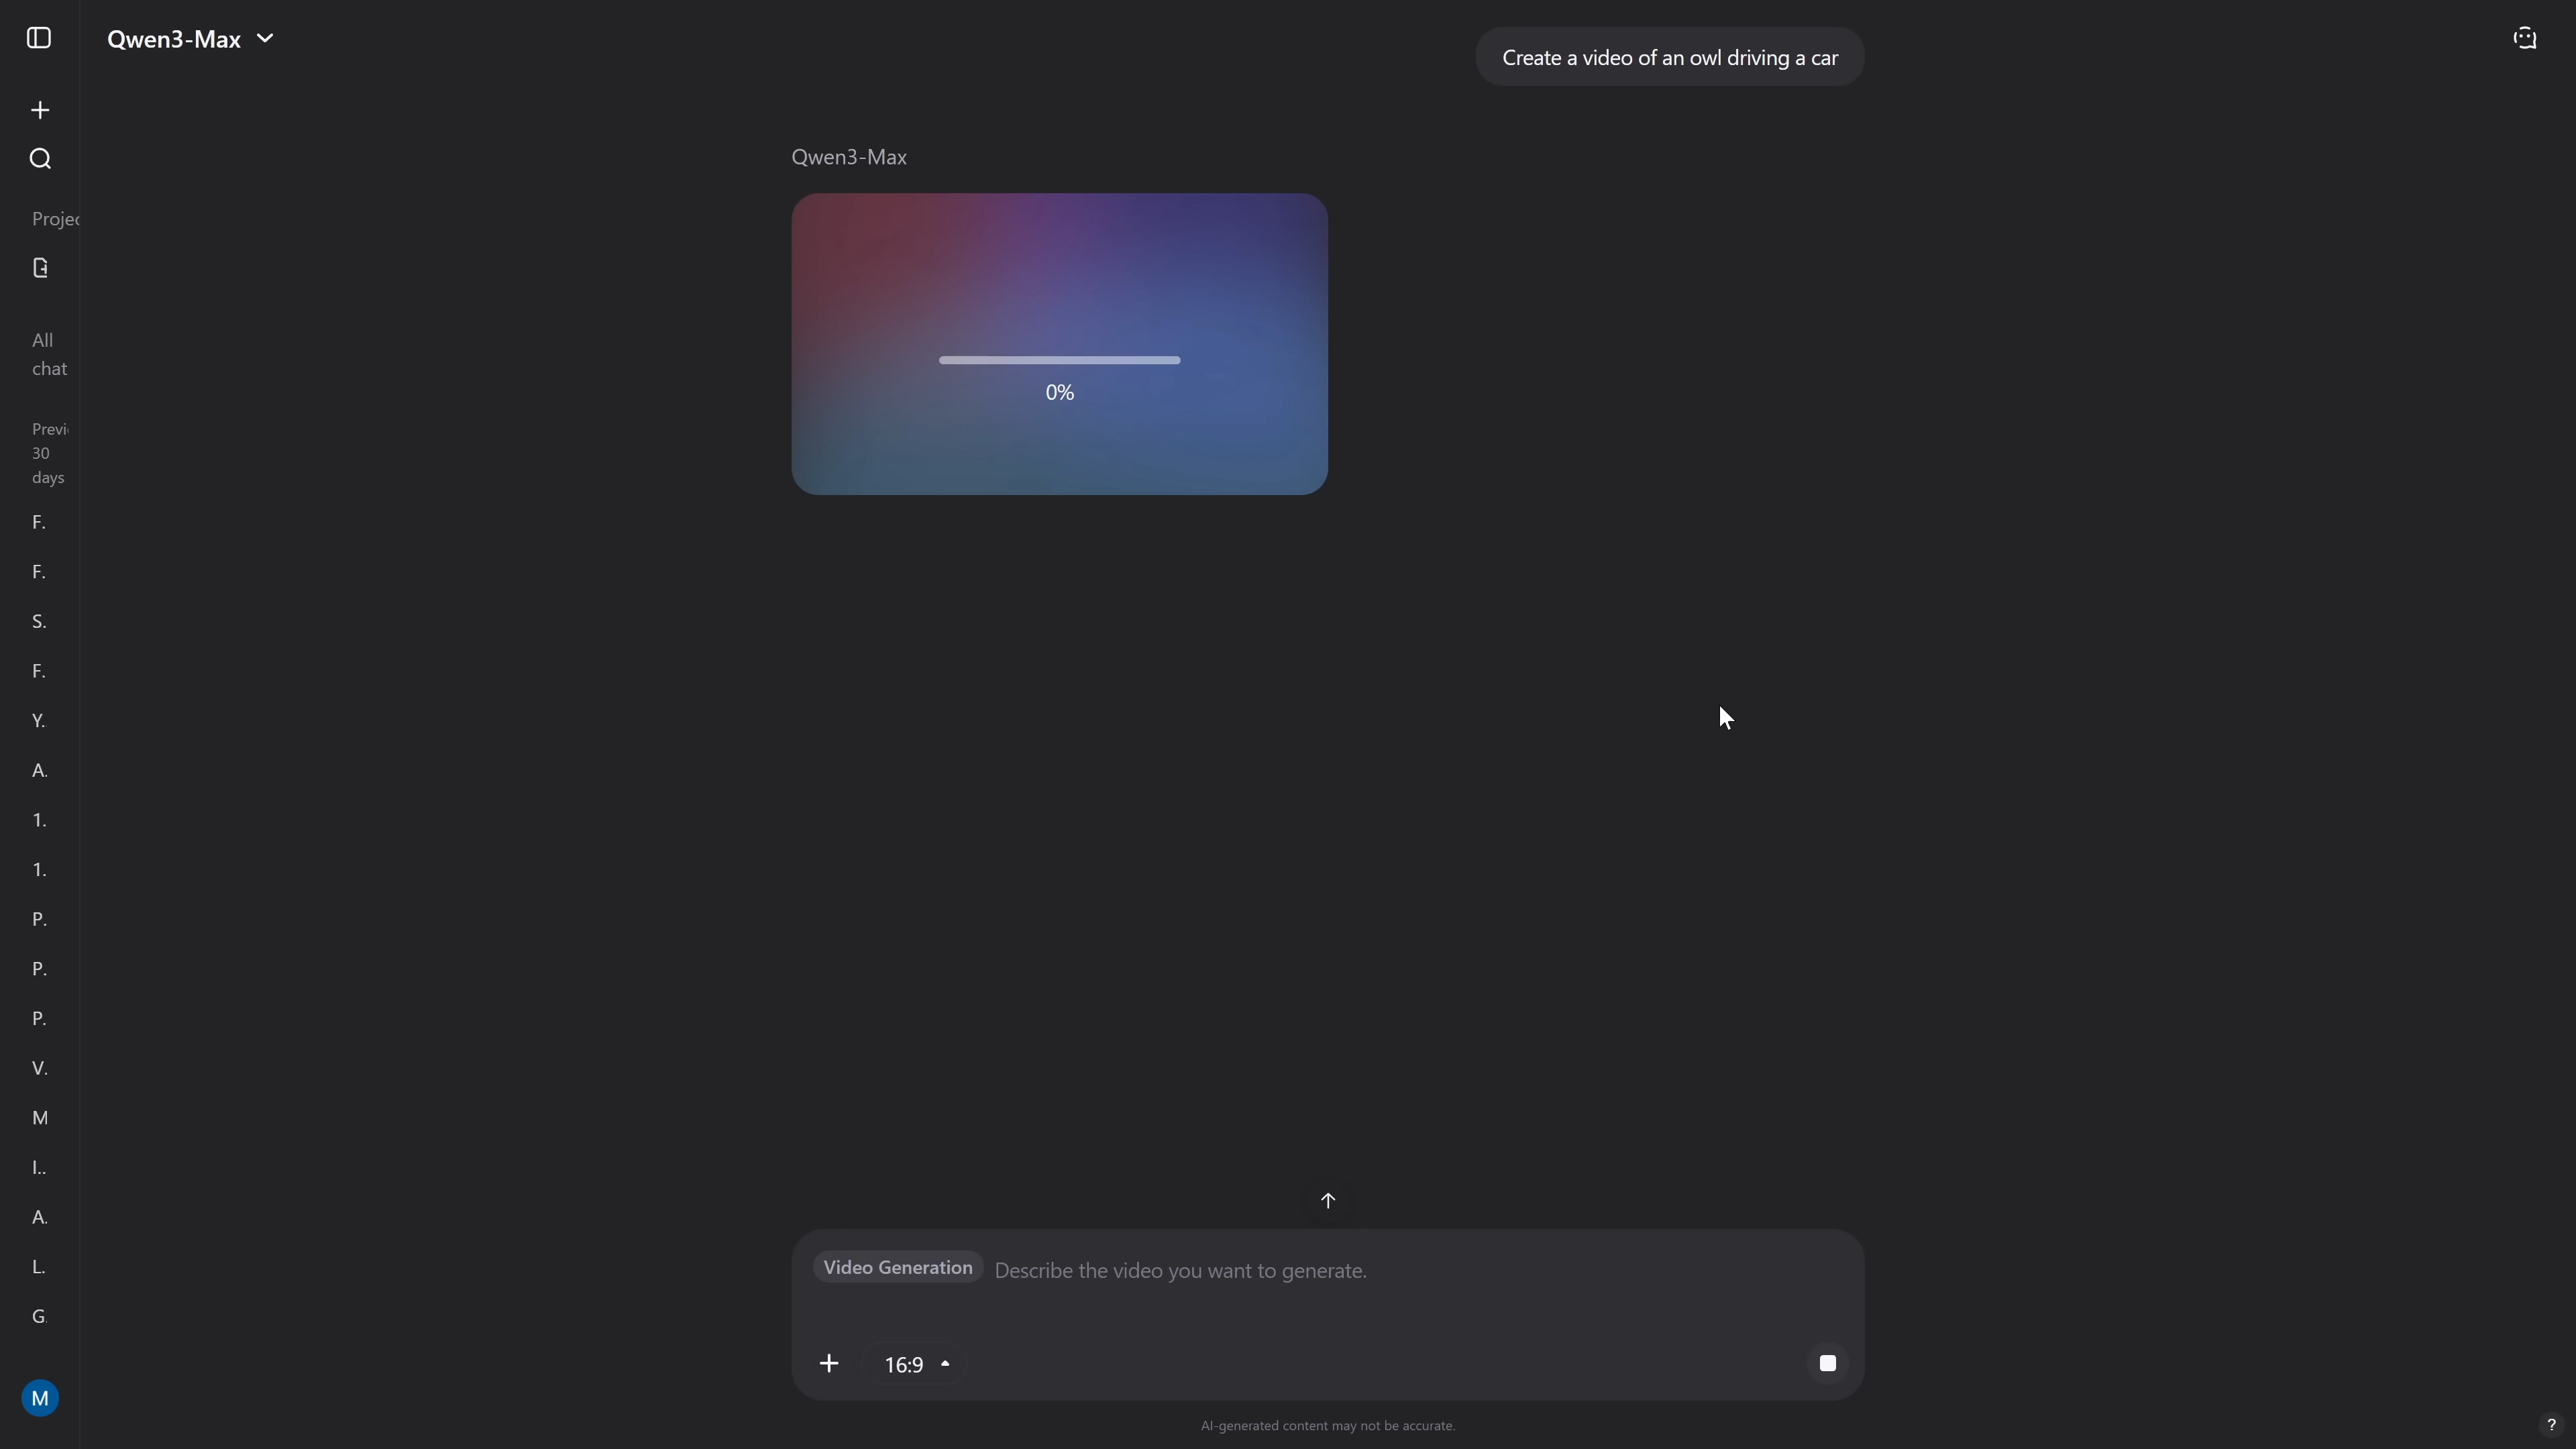 Qwen3-Max
Create a video of an owl driving a car
Qwen3-Max
0%
Projec
All
chat
Previ
30
days
F.
F.
S.
F.
Y.
A.
1.
1.
P.
P.
P.
V.
M
I..
A.
L.
G.
M
Video Generation Describe the video you want to generate.
16:9
AI-generated content may not be accurate.
?